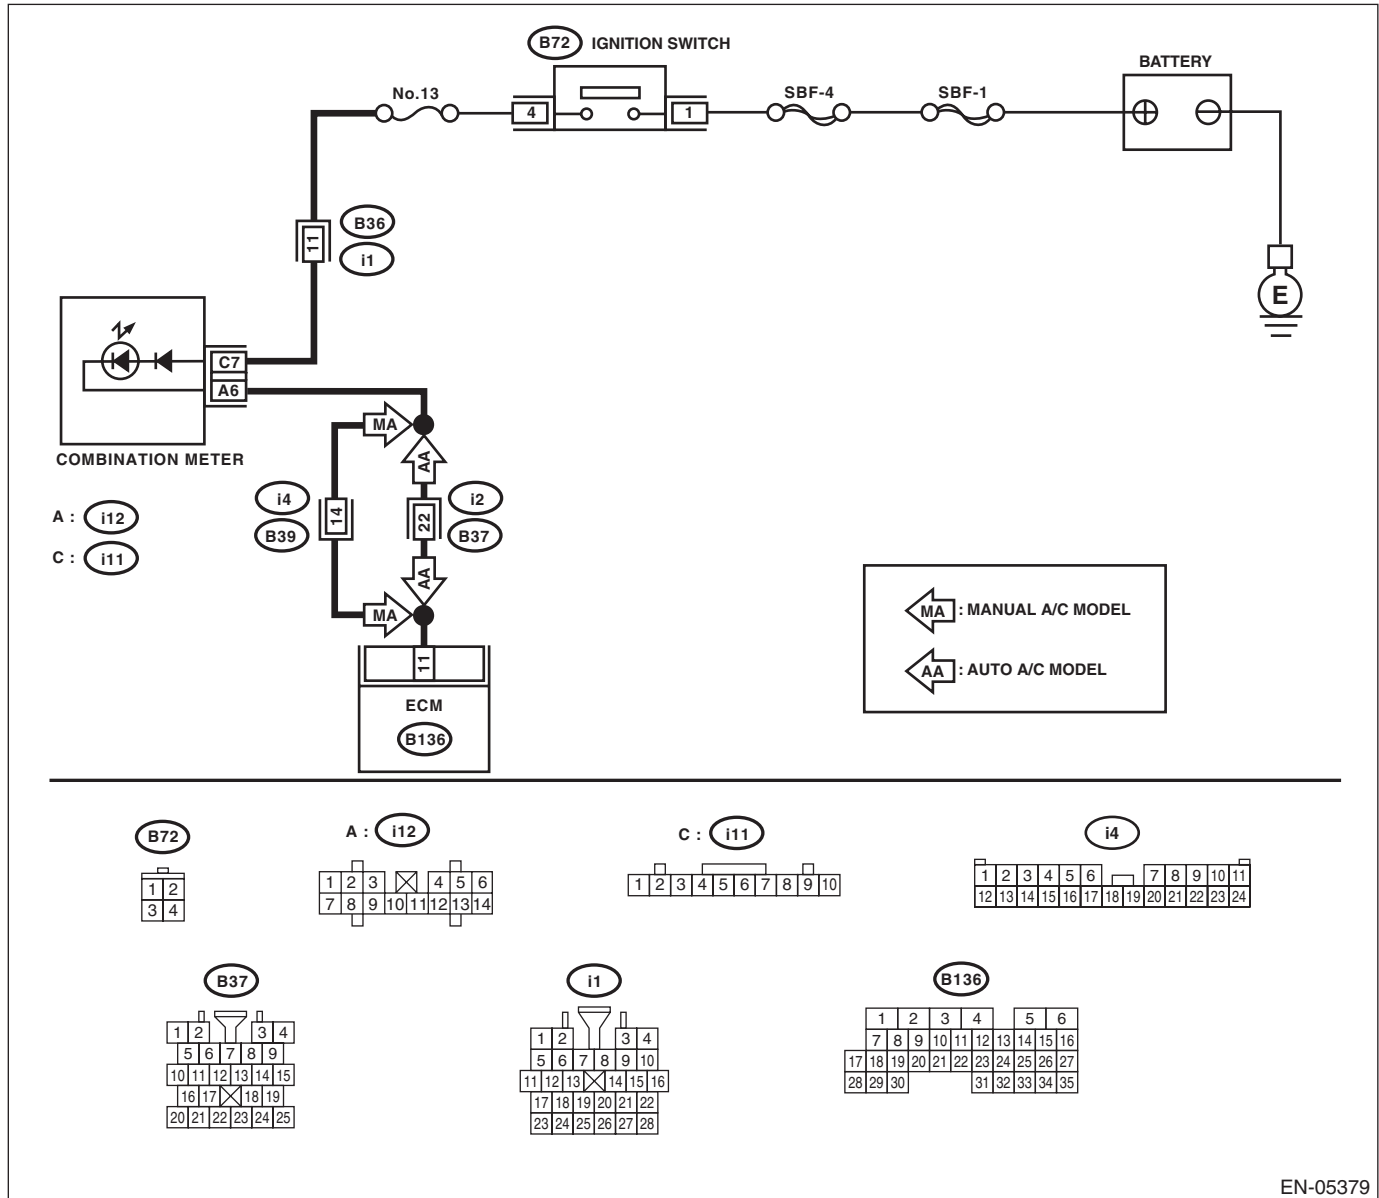 B72 IGNITION SWITCH
BATTERY
No.13
4
1
SBF-4
SBF-1
B36
11
i1
E
C7
A6
COMBINATION METER
MA
AA
i4
14
B39
i2
22
B37
A : i12
C : i11
AA
MA
11
ECM
B136
MA : MANUAL A/C MODEL
AA : AUTO A/C MODEL
B72
1 2
3 4
A : i12
1 2 3 4 5 6
7 8 9 10 11 12 13 14
C : i11
1 2 3 4 5 6 7 8 9 10
i4
1 2 3 4 5 6 7 8 9 10 11
12 13 14 15 16 17 18 19 20 21 22 23 24
B37
1 2 3 4
5 6 7 8 9
10 11 12 13 14 15
16 17 18 19
20 21 22 23 24 25
i1
1 2 3 4
5 6 7 8 9 10
11 12 13 14 15 16
17 18 19 20 21 22
23 24 25 26 27 28
B136
1 2 3 4 5 6
7 8 9 10 11 12 13 14 15 16
17 18 19 20 21 22 23 24 25 26 27
28 29 30 31 32 33 34 35
EN-05379